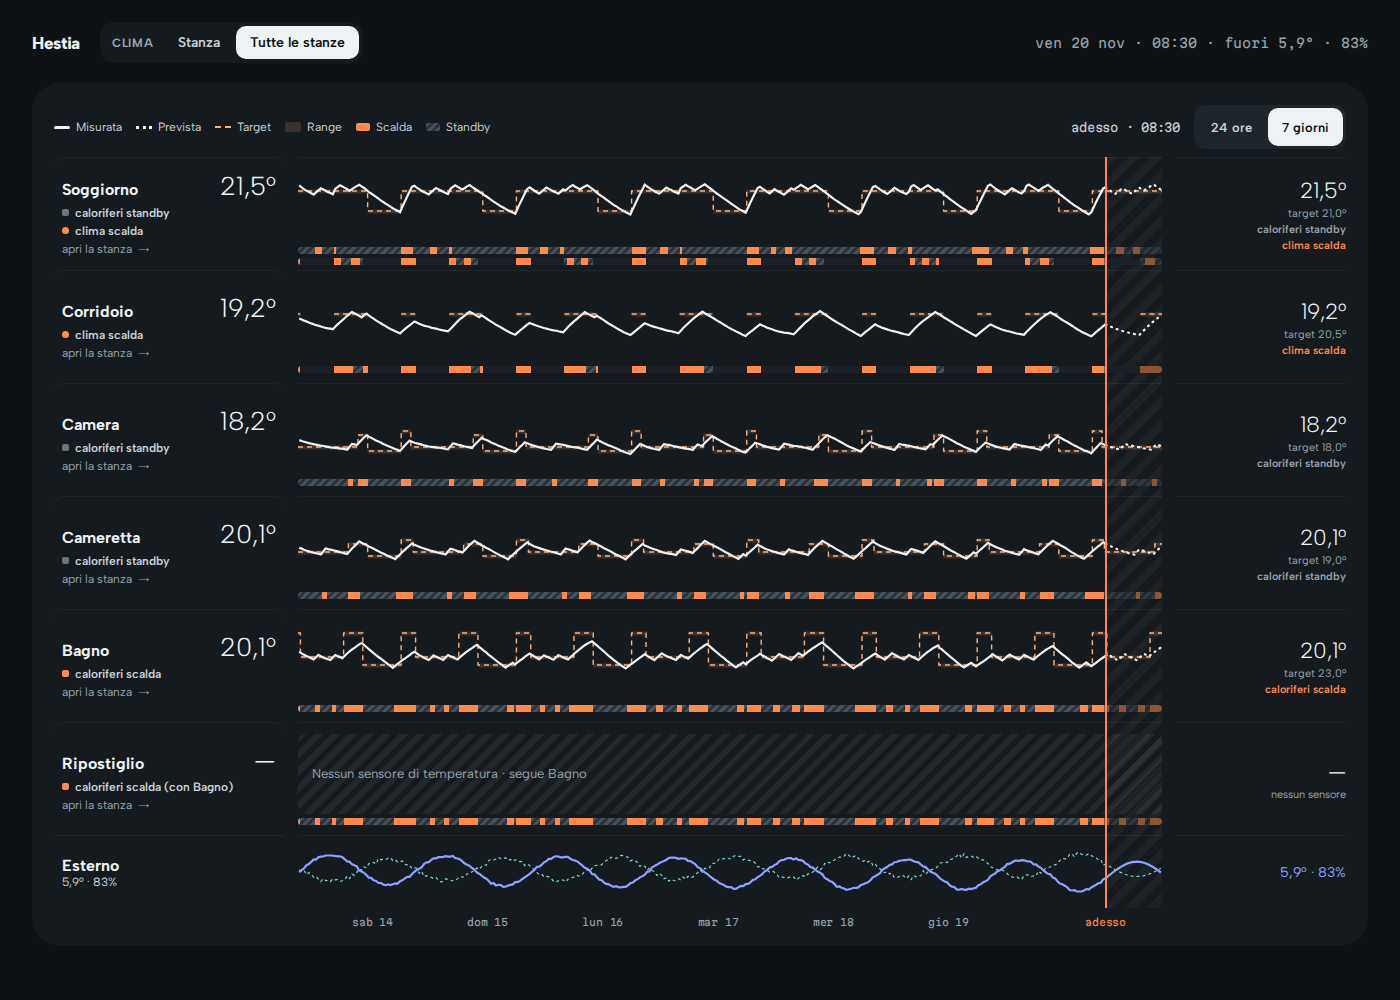 Hestia
CLIMA Stanza Tutte le stanze
ven 20 nov · 08:30 · fuori 5,9° · 83%
Misurata Prevista Target Range Scalda Standby
adesso · 08:30 24 ore 7 giorni
Soggiorno 21,5°
caloriferi standby
clima scalda
apri la stanza →
21,5°
target 21,0°
caloriferi standby
clima scalda
Corridoio 19,2°
clima scalda
apri la stanza →
19,2°
target 20,5°
clima scalda
Camera 18,2°
caloriferi standby
apri la stanza →
18,2°
target 18,0°
caloriferi standby
Cameretta 20,1°
caloriferi standby
apri la stanza →
20,1°
target 19,0°
caloriferi standby
Bagno 20,1°
caloriferi scalda
apri la stanza →
20,1°
target 23,0°
caloriferi scalda
Ripostiglio —
caloriferi scalda (con Bagno)
apri la stanza →
Nessun sensore di temperatura · segue Bagno
—
nessun sensore
Esterno
5,9° · 83%
5,9° · 83%
sab 14 dom 15 lun 16 mar 17 mer 18 gio 19 adesso